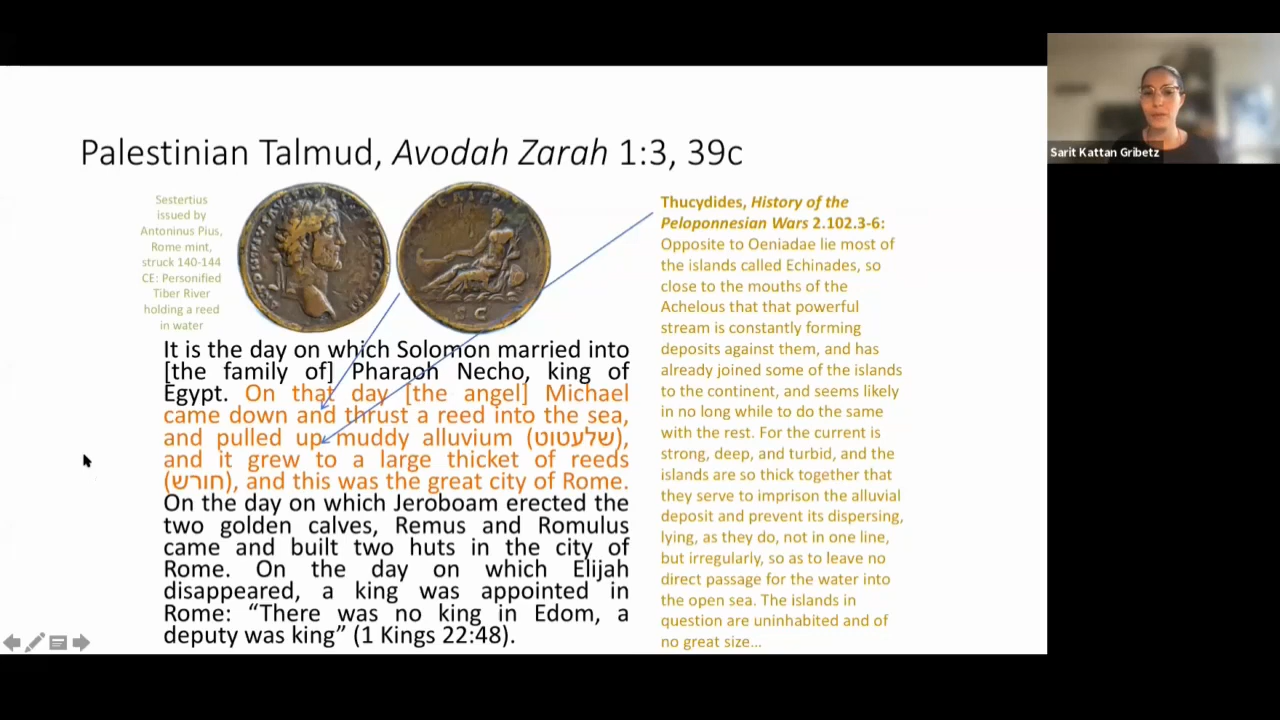 Palestinian Talmud, Avodah Zarah 1:3, 39c
Sestertius
issued by
Antoninus Pius,
Rome mint,
struck 140-144
CE: Personified
Tiber River
holding a reed
in water
S C
It is the day on which Solomon married into
[the family of] Pharaoh Necho, king of
Egypt. On that day [the angel] Michael
came down and thrust a reed into the sea,
and pulled up muddy alluvium (שלעטוט),
and it grew to a large thicket of reeds
(חורש), and this was the great city of Rome.
On the day on which Jeroboam erected the
two golden calves, Remus and Romulus
came and built two huts in the city of
Rome. On the day on which Elijah
disappeared, a king was appointed in
Rome: “There was no king in Edom, a
deputy was king” (1 Kings 22:48).
Thucydides, History of the
Peloponnesian Wars 2.102.3-6:
Opposite to Oeniadae lie most of
the islands called Echinades, so
close to the mouths of the
Achelous that that powerful
stream is constantly forming
deposits against them, and has
already joined some of the islands
to the continent, and seems likely
in no long while to do the same
with the rest. For the current is
strong, deep, and turbid, and the
islands are so thick together that
they serve to imprison the alluvial
deposit and prevent its dispersing,
lying, as they do, not in one line,
but irregularly, so as to leave no
direct passage for the water into
the open sea. The islands in
question are uninhabited and of
no great size…
Sarit Kattan Gribetz